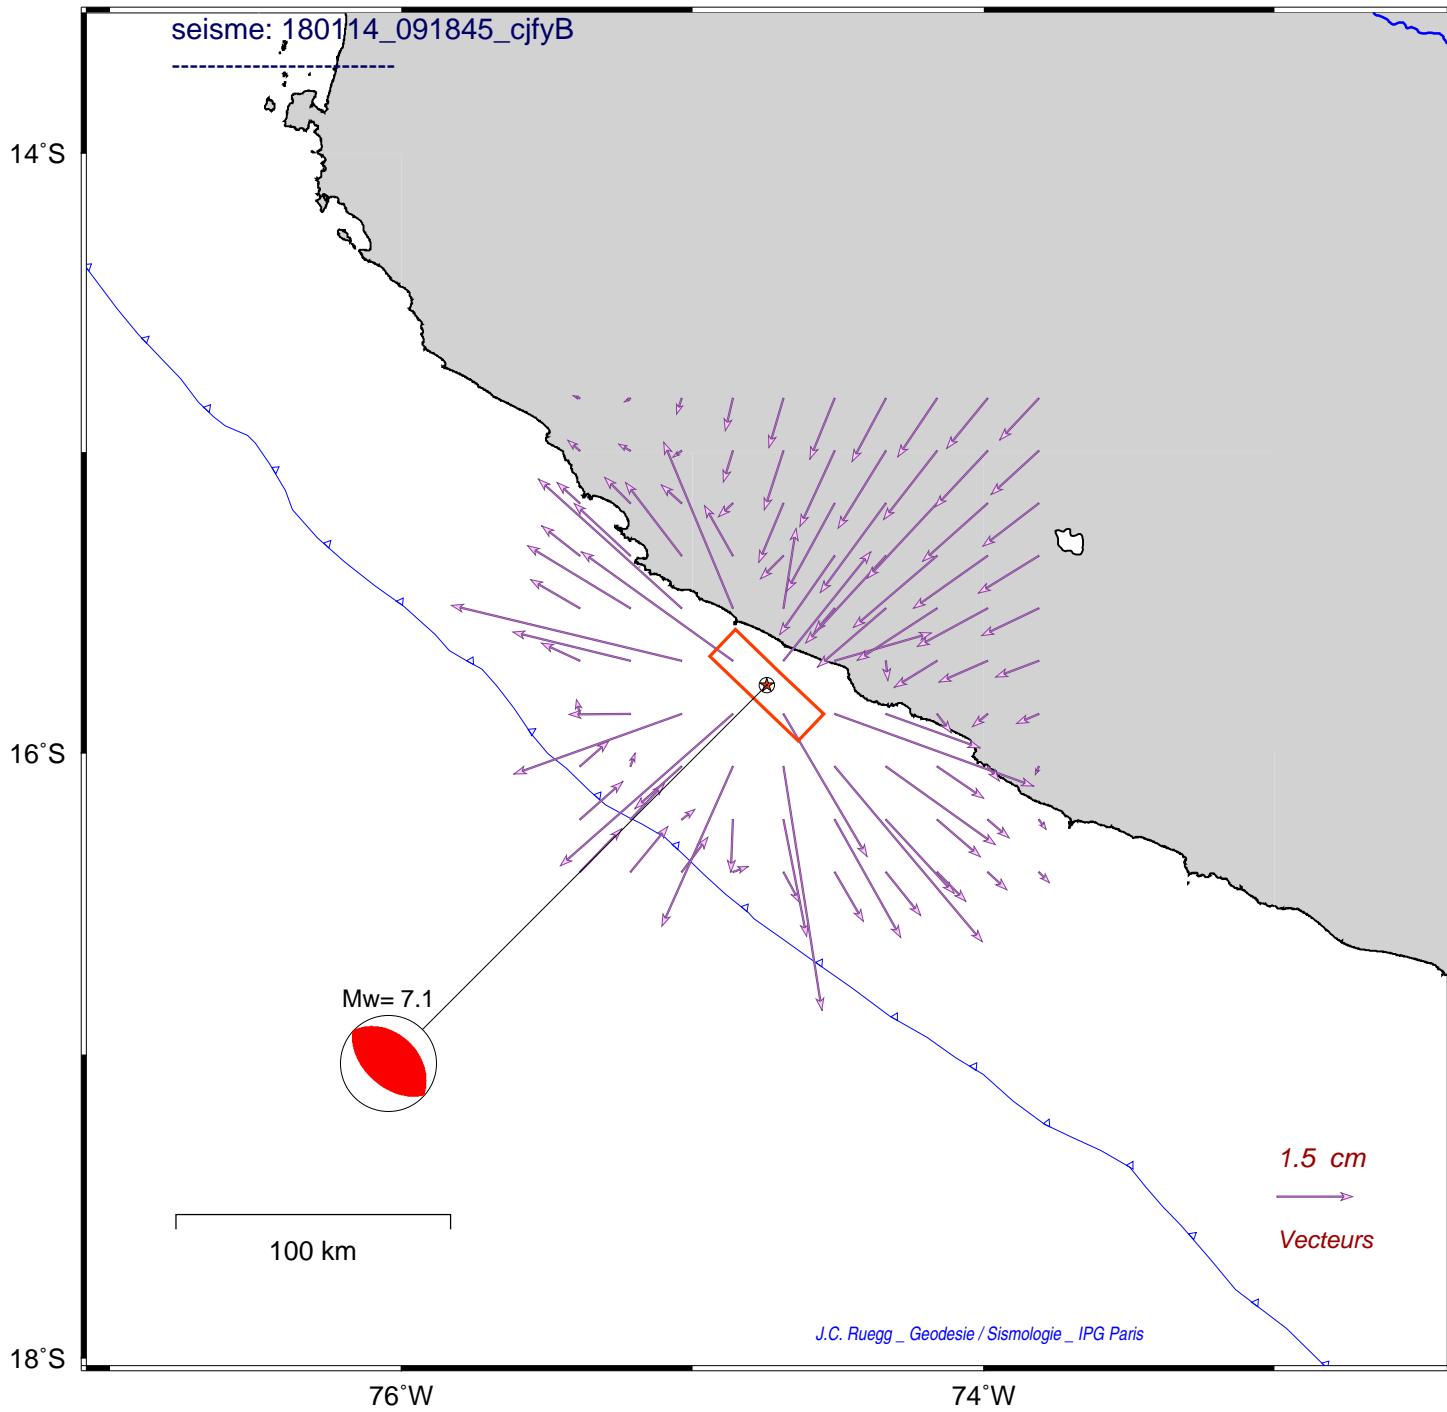 seisme: 180114_091845_cjfyB
14°S
16°S
Mw= 7.1
1.5 cm
100 km
Vecteurs
J.C. Ruegg _ Geodesie / Sismologie _ IPG Paris
18°S
76°W
74°W